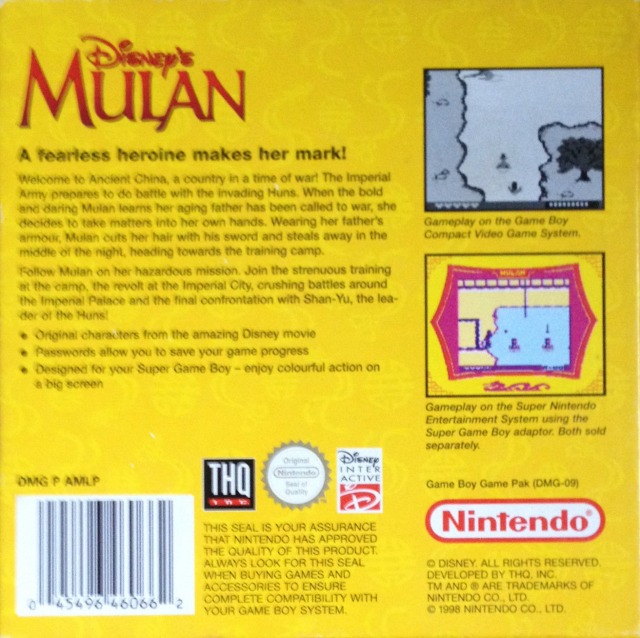 Disney's
MULAN
A fearless heroine makes her mark!
Welcome to Ancient China, a country in a time of war! The Imperial
Army prepares to do battle with the invading Huns. When the bold
and daring Mulan learns her aging father has been called to war, she
decides to take matters into her own hands. Wearing her father's
armour, Mulan cuts her hair with his sword and steals away in the
middle of the night, heading towards the training camp.
Follow Mulan on her hazardous mission. Join the strenuous training
at the camp, the revolt at the Imperial City, crushing battles around
the Imperial Palace and the final confrontation with Shan-Yu, the lea-
der of the Huns!
• Original charaters from the amazing Disney movie
• Passwords allow you to save your game progress
• Designed for your Super Game Boy – enjoy colourful action on
a big screen
Gameplay on the Game Boy
Compact Video Game System.
MULAN
Gameplay on the Super Nintendo
Entertainment System using the
Super Game Boy adaptor. Both sold
separately.
DMG P AMLP
0 45496 46066 2
THQ
INC
Original
Nintendo
Seal of
Quality
Disney
INTER
ACTIVE
D
THIS SEAL IS YOUR ASSURANCE
THAT NINTENDO HAS APPROVED
THE QUALITY OF THIS PRODUCT.
ALWAYS LOOK FOR THIS SEAL
WHEN BUYING GAMES AND
ACCESSORIES TO ENSURE
COMPLETE COMPATIBILITY WITH
YOUR GAME BOY SYSTEM.
Game Boy Game Pak (DMG-09)
Nintendo®
© DISNEY. ALL RIGHTS RESERVED.
DEVELOPED BY THQ, INC.
TM AND ® ARE TRADEMARKS OF
NINTENDO CO., LTD.
© 1998 NINTENDO CO., LTD.